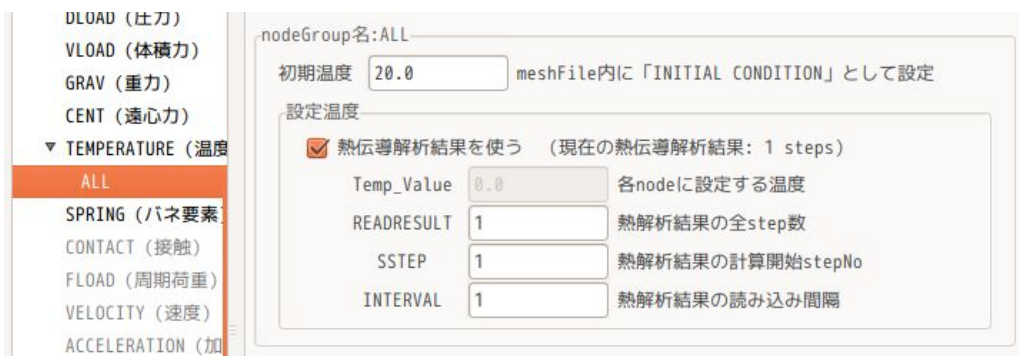 DLOAD (圧力)
VLOAD (体積力)
GRAV (重力)
CENT (遠心力)
▼ TEMPERATURE (温度
ALL
SPRING (バネ要素)
CONTACT (接触)
FLOAD (周期荷重)
VELOCITY (速度)
ACCELERATION (加
nodeGroup名:ALL
初期温度 20.0 meshFile内に「INITIAL CONDITION」として設定
設定温度
熱伝導解析結果を使う (現在の熱伝導解析結果: 1 steps)
Temp_Value 0.0 各nodeに設定する温度
READRESULT 1 熱解析結果の全step数
SSTEP 1 熱解析結果の計算開始stepNo
INTERVAL 1 熱解析結果の読み込み間隔